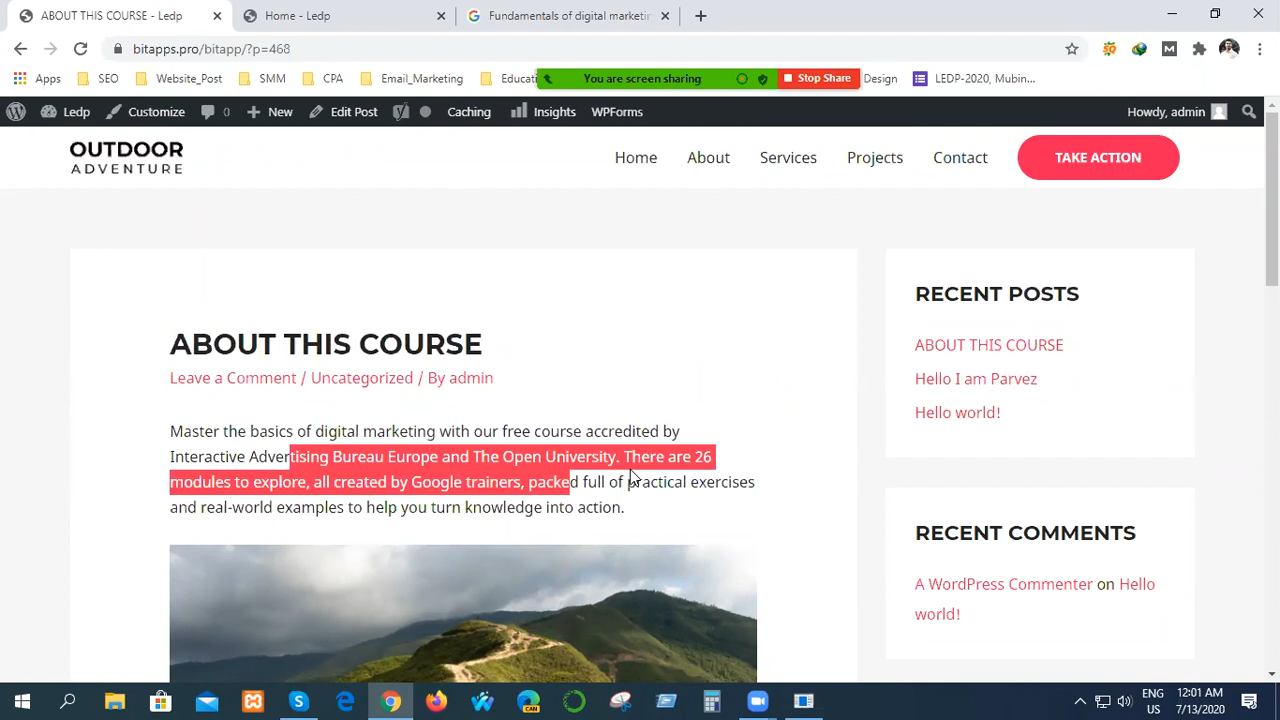 ABOUT THIS COURSE - Ledp
Home - Ledp
Fundamentals of digital marketin
bitapps.pro/bitapp/?p=468
Apps
SEO
Website_Post
SMM
CPA
Email_Marketing
Educati
You are screen sharing
Stop Share
Design
LEDP-2020, Mubin...
Ledp
Customize
0
New
Edit Post
Caching
Insights
WPForms
Howdy, admin
OUTDOOR
ADVENTURE
Home
About
Services
Projects
Contact
TAKE ACTION
ABOUT THIS COURSE
Leave a Comment / Uncategorized / By admin
Master the basics of digital marketing with our free course accredited by
Interactive Advertising Bureau Europe and The Open University. There are 26
modules to explore, all created by Google trainers, packed full of practical exercises
and real-world examples to help you turn knowledge into action.
RECENT POSTS
ABOUT THIS COURSE
Hello I am Parvez
Hello world!
RECENT COMMENTS
A WordPress Commenter on Hello
world!
CAN
ENG
US
12:01 AM
7/13/2020